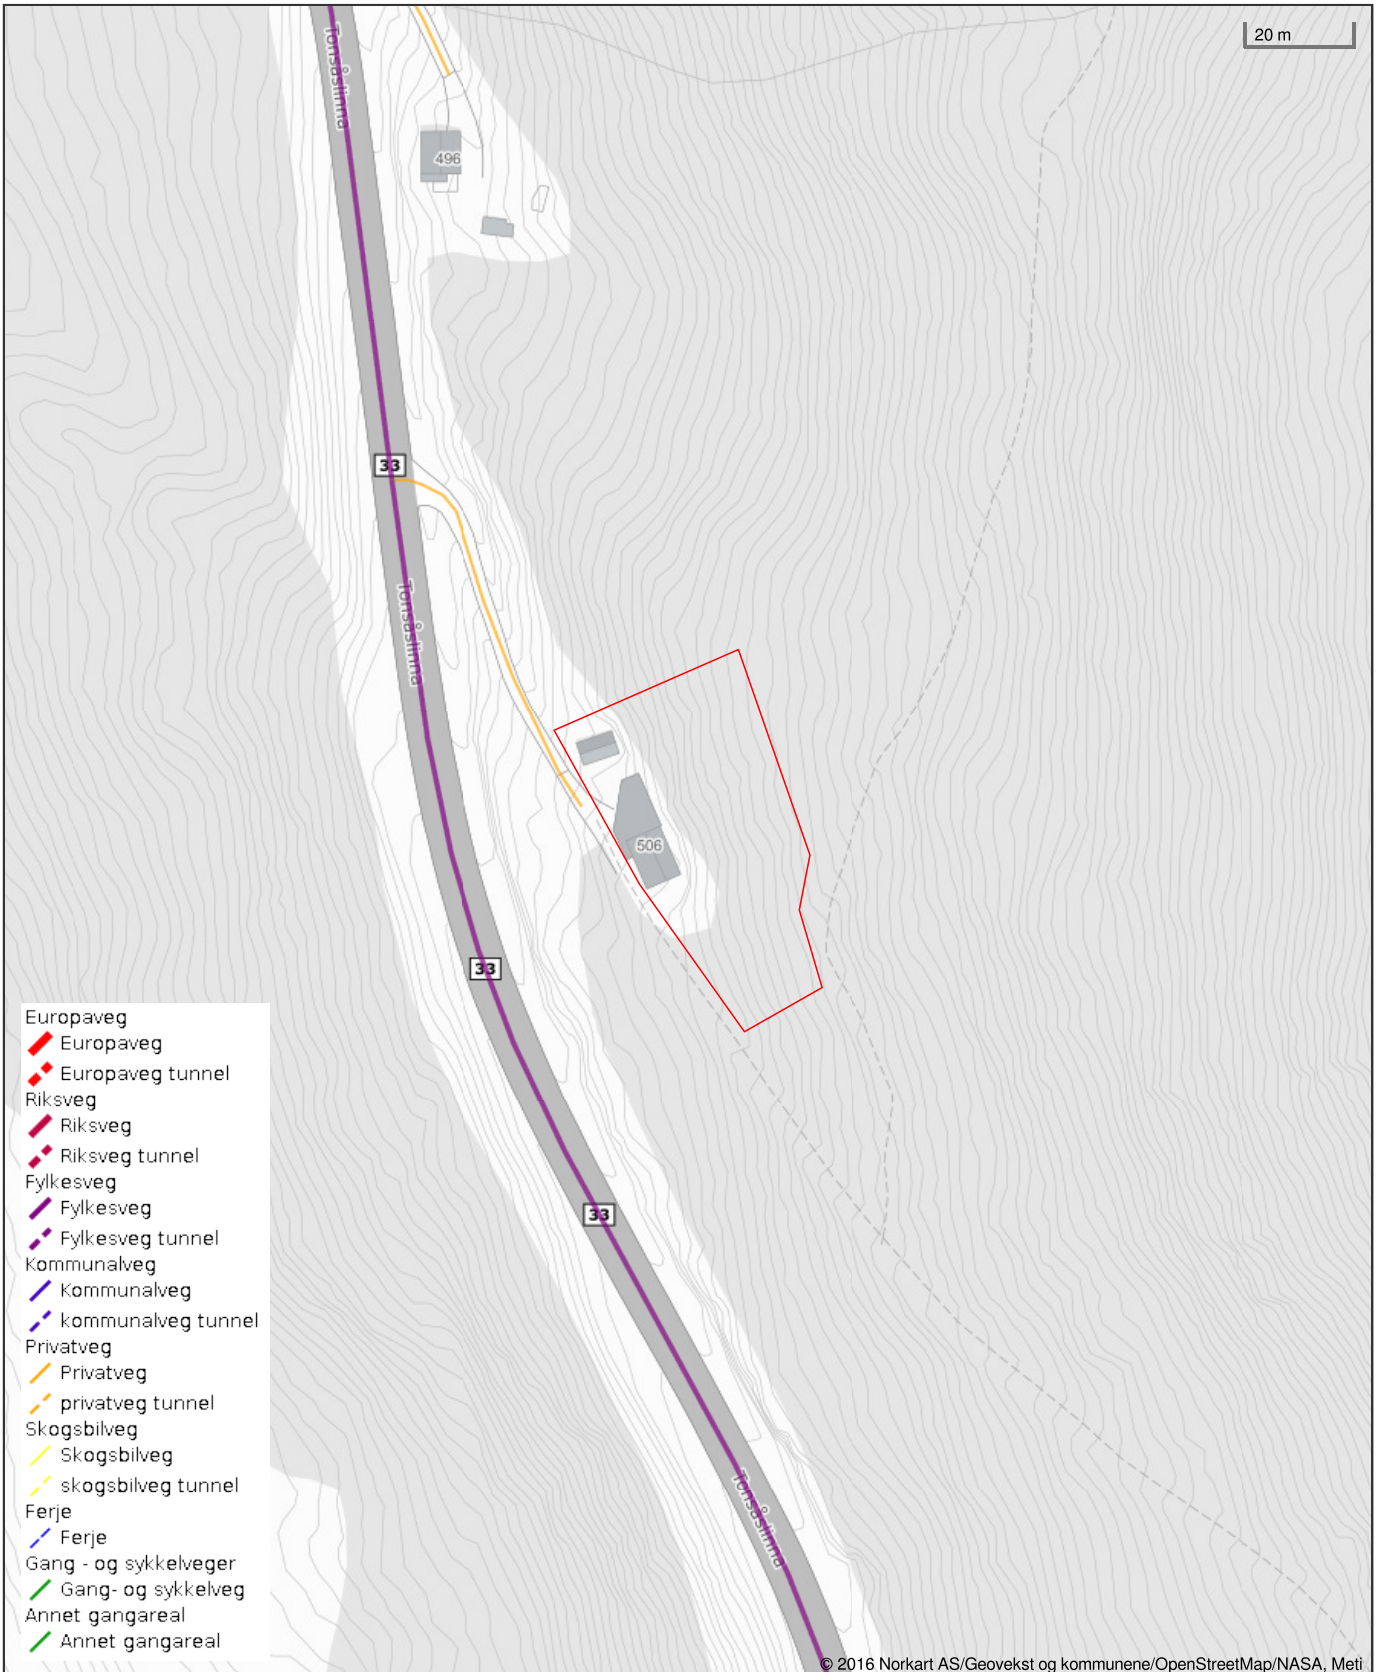 Tonsåslinna
20 m
496
33
Tonsåslinna
506
33
33
Tonsåslinna
Europaveg
Europaveg
Europaveg tunnel
Riksveg
Riksveg
Riksveg tunnel
Fylkesveg
Fylkesveg
Fylkesveg tunnel
Kommunalveg
Kommunalveg
kommunalveg tunnel
Privatveg
Privatveg
privatveg tunnel
Skogsbilveg
Skogsbilveg
skogsbilveg tunnel
Ferje
Ferje
Gang - og sykkelveger
Gang- og sykkelveg
Annet gangareal
Annet gangareal
© 2016 Norkart AS/Geovekst og kommunene/OpenStreetMap/NASA, Meti